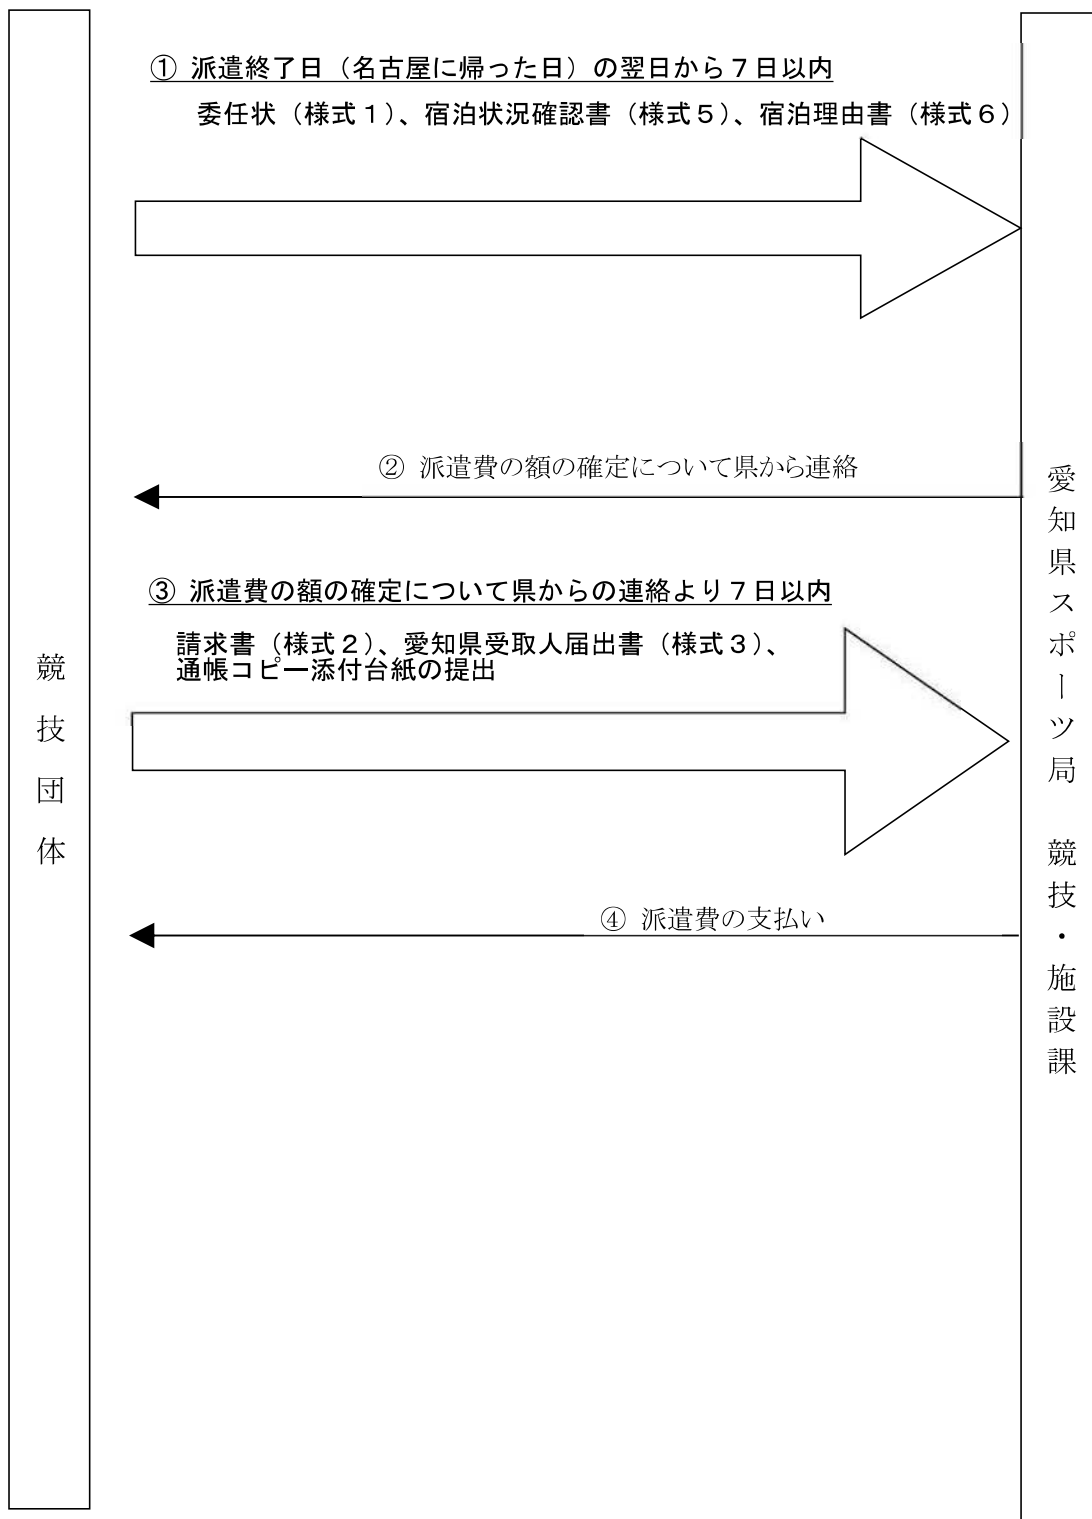 ① 派遣終了日（名古屋に帰った日）の翌日から７日以内
委任状（様式１）、宿泊状況確認書（様式５）、宿泊理由書（様式６）
② 派遣費の額の確定について県から連絡
③ 派遣費の額の確定について県からの連絡より７日以内
請求書（様式２）、愛知県受取人届出書（様式３）、
通帳コピー添付台紙の提出
④ 派遣費の支払い
競技団体
愛知県スポーツ局　競技・施設課